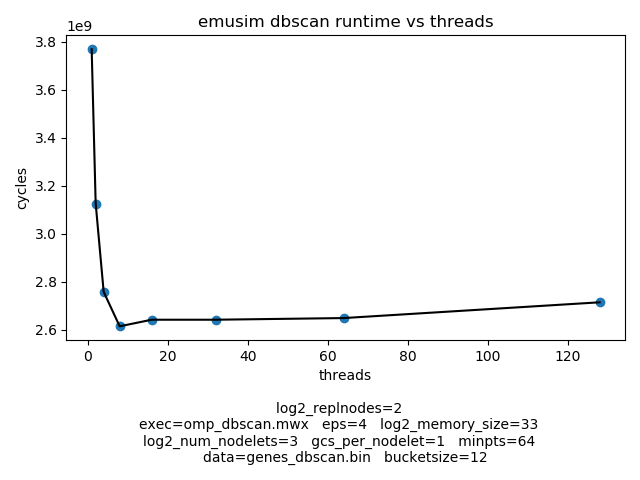 emusim dbscan runtime vs threads
1e9
3.8
3.6
3.4
3.2
3.0
2.8
2.6
cycles
0 20 40 60 80 100 120
threads
log2_replnodes=2
exec=omp_dbscan.mwx eps=4 log2_memory_size=33
log2_num_nodelets=3 gcs_per_nodelet=1 minpts=64
data=genes_dbscan.bin bucketsize=12